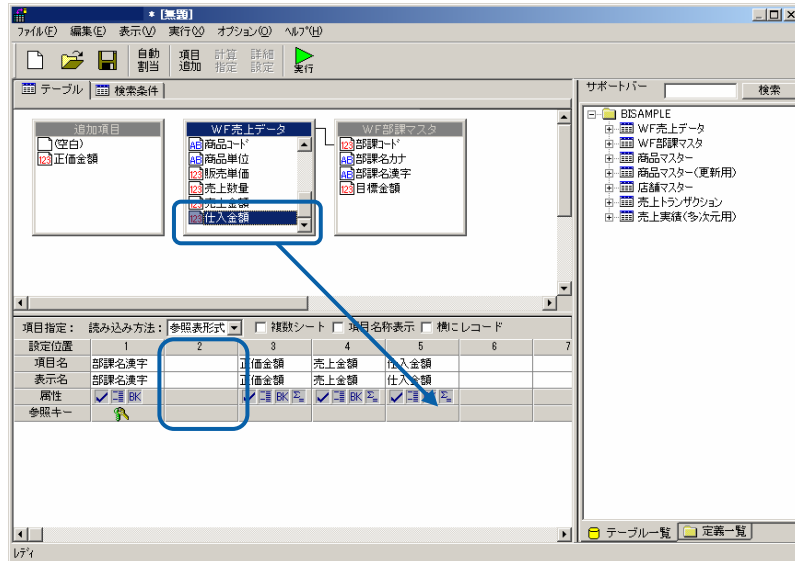 * [無題]
ファイル(F) 編集(E) 表示(V) 実行(X) オプション(O) ヘルプ(H)
自動割当 項目追加 計算指定 詳細設定 実行
テーブル 検索条件
追加項目
(空白)
123 正価金額
WF売上データ
AB 商品コード
AB 商品単位
123 販売単価
123 売上数量
123 売上金額
123 仕入金額
WF部課マスタ
123 部課コード
AB 部課名カナ
AB 部課名漢字
123 目標金額
サポートバー 検索
BISAMPLE
WF売上データ
WF部課マスタ
商品マスター
商品マスター(更新用)
店舗マスター
売上トランザクション
売上実績(多次元用)
項目指定: 読み込み方法: 参照表形式 複数シート 項目名称表示 横にレコード
設定位置 1 2 3 4 5 6 7
項目名 部課名漢字 正価金額 売上金額 仕入金額
表示名 部課名漢字 正価金額 売上金額 仕入金額
属性 BK BK Σ BK Σ Σ
参照キー
テーブル一覧 定義一覧
レディ